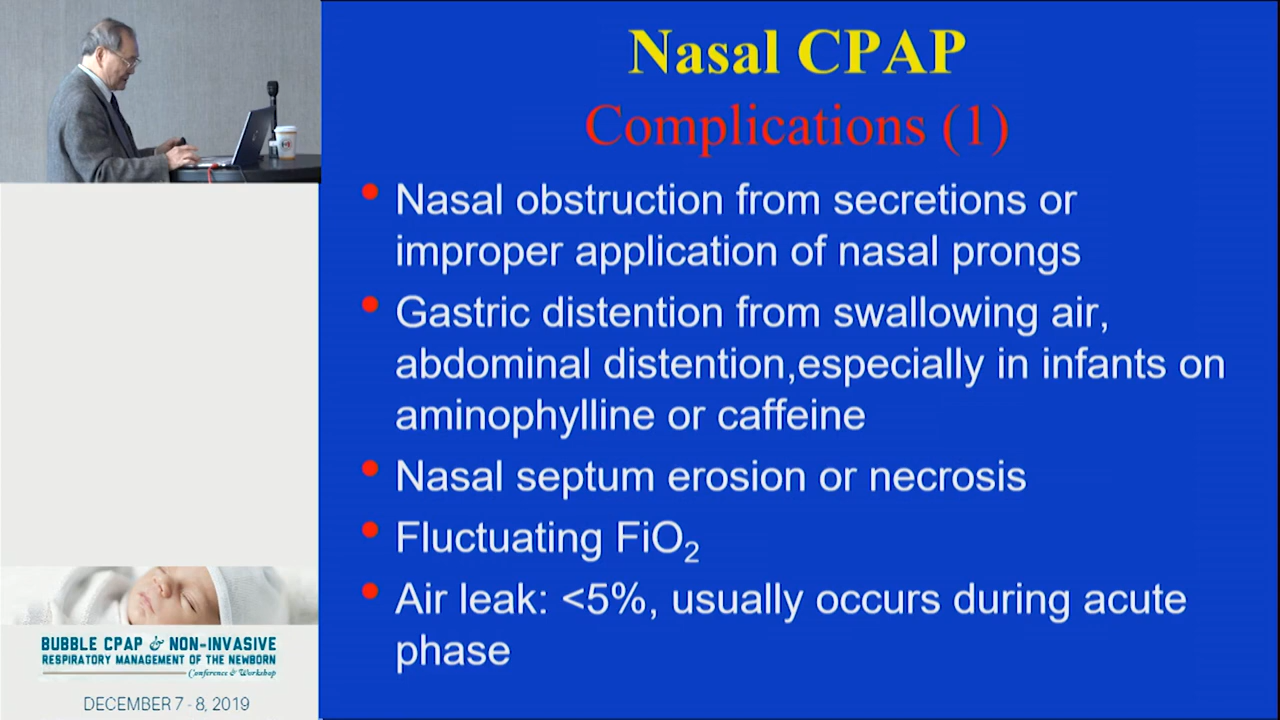 Nasal CPAP
Complications (1)
• Nasal obstruction from secretions or
improper application of nasal prongs
• Gastric distention from swallowing air,
abdominal distention,especially in infants on
aminophylline or caffeine
• Nasal septum erosion or necrosis
• Fluctuating FiO₂
• Air leak: <5%, usually occurs during acute
phase
BUBBLE CPAP & NON-INVASIVE
RESPIRATORY MANAGEMENT OF THE NEWBORN
Conference & Workshop
DECEMBER 7 - 8, 2019